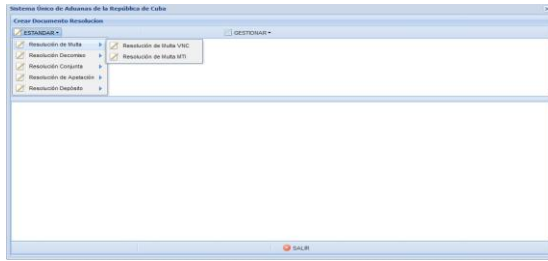 Sistema Único de Aduanas de la República de Cuba
Crear Documento Resolucion
ESTANDAR
GESTIONAR
Resolución de Multa
Resolución Decomiso
Resolución Conjunta
Resolución de Apelación
Resolución Depósito
Resolución de Multa VNC
Resolución de Multa MTI
SALIR